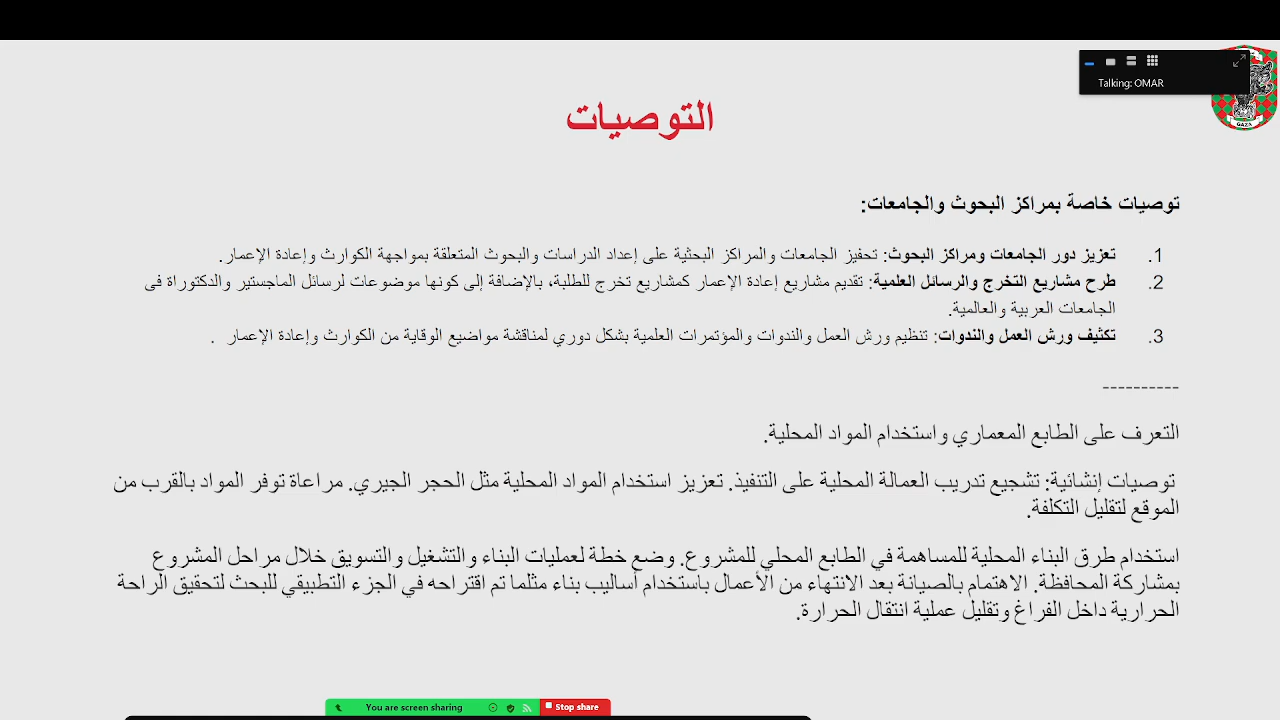 Talking: OMAR
GAZA
التوصيات
توصيات خاصة بمراكز البحوث والجامعات:
1. تعزيز دور الجامعات ومراكز البحوث: تحفيز الجامعات والمراكز البحثية على إعداد الدراسات والبحوث المتعلقة بمواجهة الكوارث وإعادة الإعمار.
2. طرح مشاريع التخرج والرسائل العلمية: تقديم مشاريع إعادة الإعمار كمشاريع تخرج للطلبة، بالإضافة إلى كونها موضوعات لرسائل الماجستير والدكتوراة فى
الجامعات العربية والعالمية.
3. تكثيف ورش العمل والندوات: تنظيم ورش العمل والندوات والمؤتمرات العلمية بشكل دوري لمناقشة مواضيع الوقاية من الكوارث وإعادة الإعمار .
----------
التعرف على الطابع المعماري واستخدام المواد المحلية.
توصيات إنشائية: تشجيع تدريب العمالة المحلية على التنفيذ. تعزيز استخدام المواد المحلية مثل الحجر الجيري. مراعاة توفر المواد بالقرب من
الموقع لتقليل التكلفة.
استخدام طرق البناء المحلية للمساهمة في الطابع المحلي للمشروع. وضع خطة لعمليات البناء والتشغيل والتسويق خلال مراحل المشروع
بمشاركة المحافظة. الاهتمام بالصيانة بعد الانتهاء من الأعمال باستخدام أساليب بناء مثلما تم اقتراحه في الجزء التطبيقي للبحث لتحقيق الراحة
الحرارية داخل الفراغ وتقليل عملية انتقال الحرارة.
You are screen sharing
Stop share